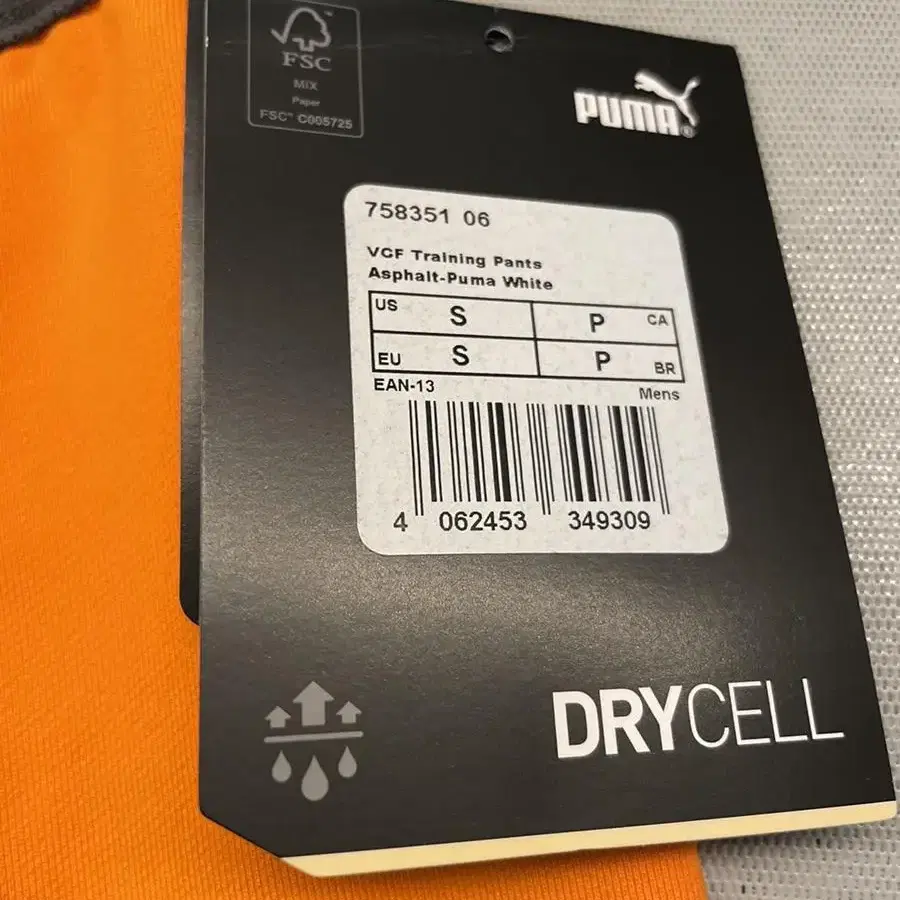 FSC
MIX
Paper
FSC™ C005725
PUMA®
758351 06
VCF Training Pants
Asphalt-Puma White
US S P CA
EU S P BR
EAN-13 Mens
4 062453 349309
DRYCELL